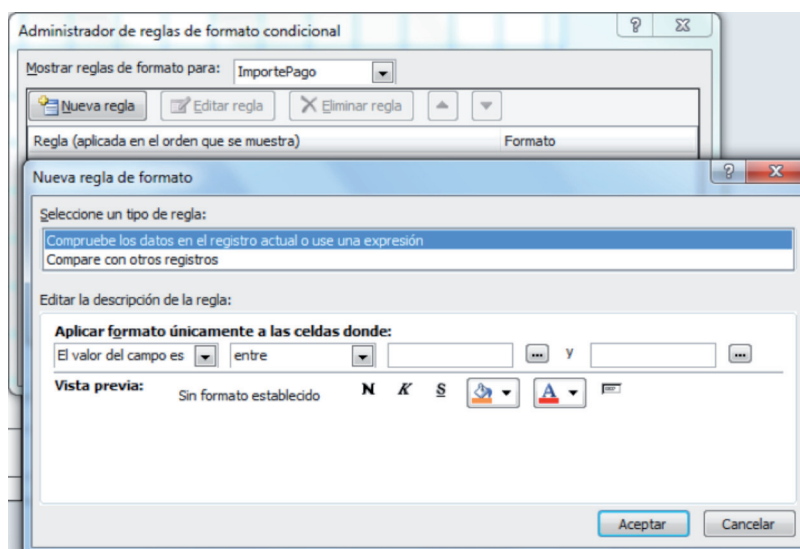 Administrador de reglas de formato condicional
Mostrar reglas de formato para: ImportePago
Nueva regla Editar regla Eliminar regla
Regla (aplicada en el orden que se muestra) Formato
Nueva regla de formato
Seleccione un tipo de regla:
Compruebe los datos en el registro actual o use una expresión
Compare con otros registros
Editar la descripción de la regla:
Aplicar formato únicamente a las celdas donde:
El valor del campo es entre ... y ...
Vista previa: Sin formato establecido N K S A
Aceptar Cancelar